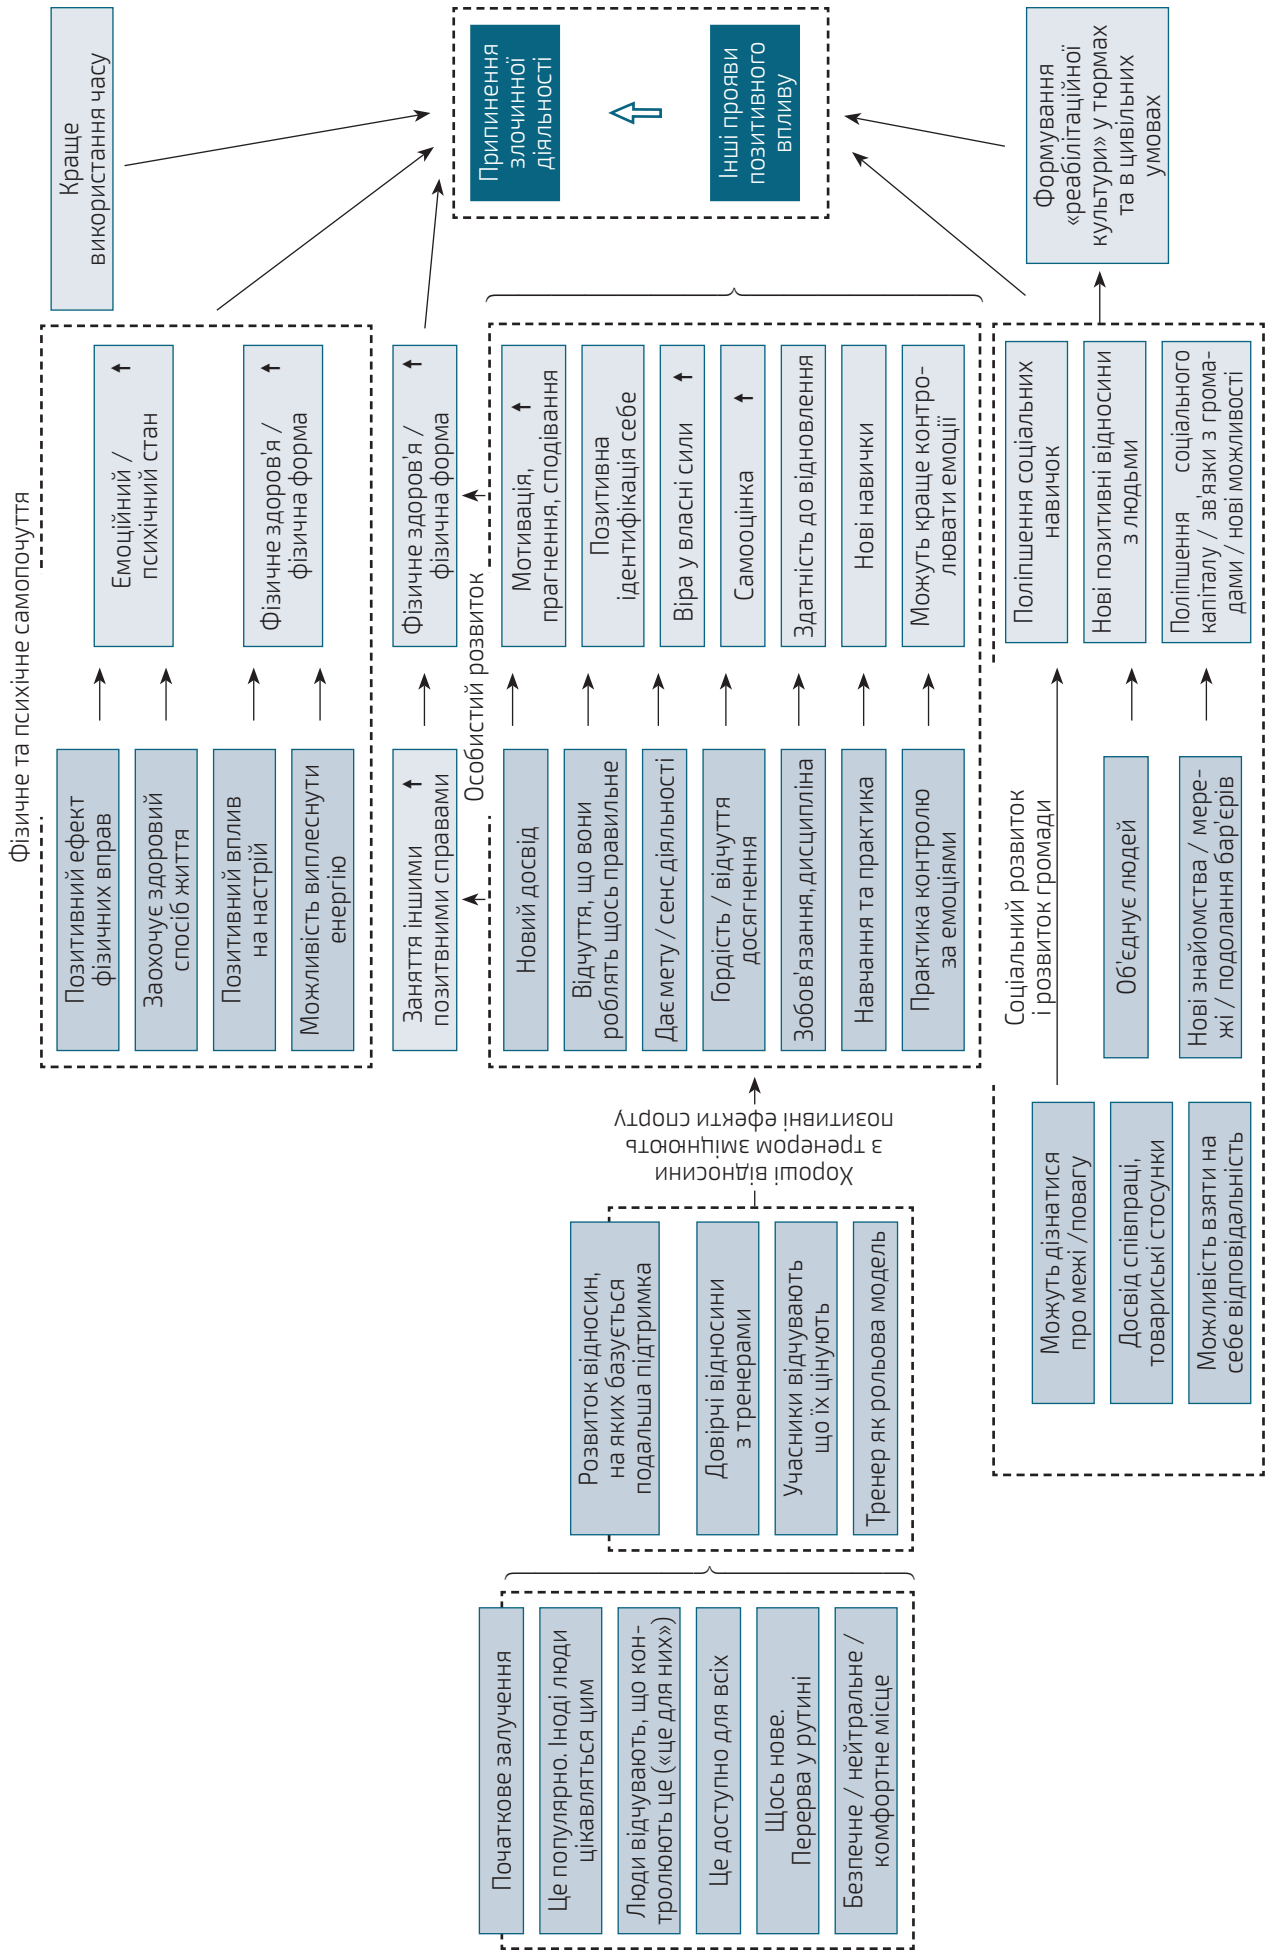 Фізичне та психічне самопочуття
Позитивний ефект
фізичних вправ
Заохочує здоровий
спосіб життя
Позитивний вплив
на настрій
Можливість виплеснути
енергію
Емоційний /
психічний стан
Фізичне здоров'я /
фізична форма
Краще
використання часу
Заняття іншими
позитвними справами
Фізичне здоров'я /
фізична форма
Початкове залучення
Це популярно. Іноді люди
цікавляться цим
Люди відчувають, що кон-
тролюють це («це для них»)
Це доступно для всіх
Щось нове.
Перерва у рутині
Безпечне / нейтральне /
комфортне місце
Розвиток відносин,
на яких базується
подальша підтримка
Довірчі відносини
з тренерами
Учасники відчувають
що їх цінують
Тренер як рольова модель
Хороші відносини
з тренером зміцнюють
позитивні ефекти спорту
Особистий розвиток
Новий досвід
Відчуття, що вони
роблять щось правильне
Дає мету / сенс діяльності
Гордість / відчуття
досягнення
Зобов'язання, дисципліна
Навчання та практика
Практика контролю
за емоціями
Мотивація,
прагнення, сподівання
Позитивна
ідентифікація себе
Віра у власні сили
Самооцінка
Здатність до відновлення
Нові навички
Можуть краще контро-
лювати емоції
Припинення
злочинної
діяльності
Інші прояви
позитивного
впливу
Соціальний розвиток
і розвиток громади
Можуть дізнатися
про межі /повагу
Досвід співпраці,
товариські стосунки
Можливість взяти на
себе відповідальність
Об'єднує людей
Нові знайомства / мере-
жі / подолання бар'єрів
Поліпшення соціальних
навичок
Нові позитивні відносини
з людьми
Поліпшення соціального
капіталу / зв'язки з грома-
дами / нові можливості
Формування
«реабілітаційної
культури» у тюрмах
та в цивільних
умовах